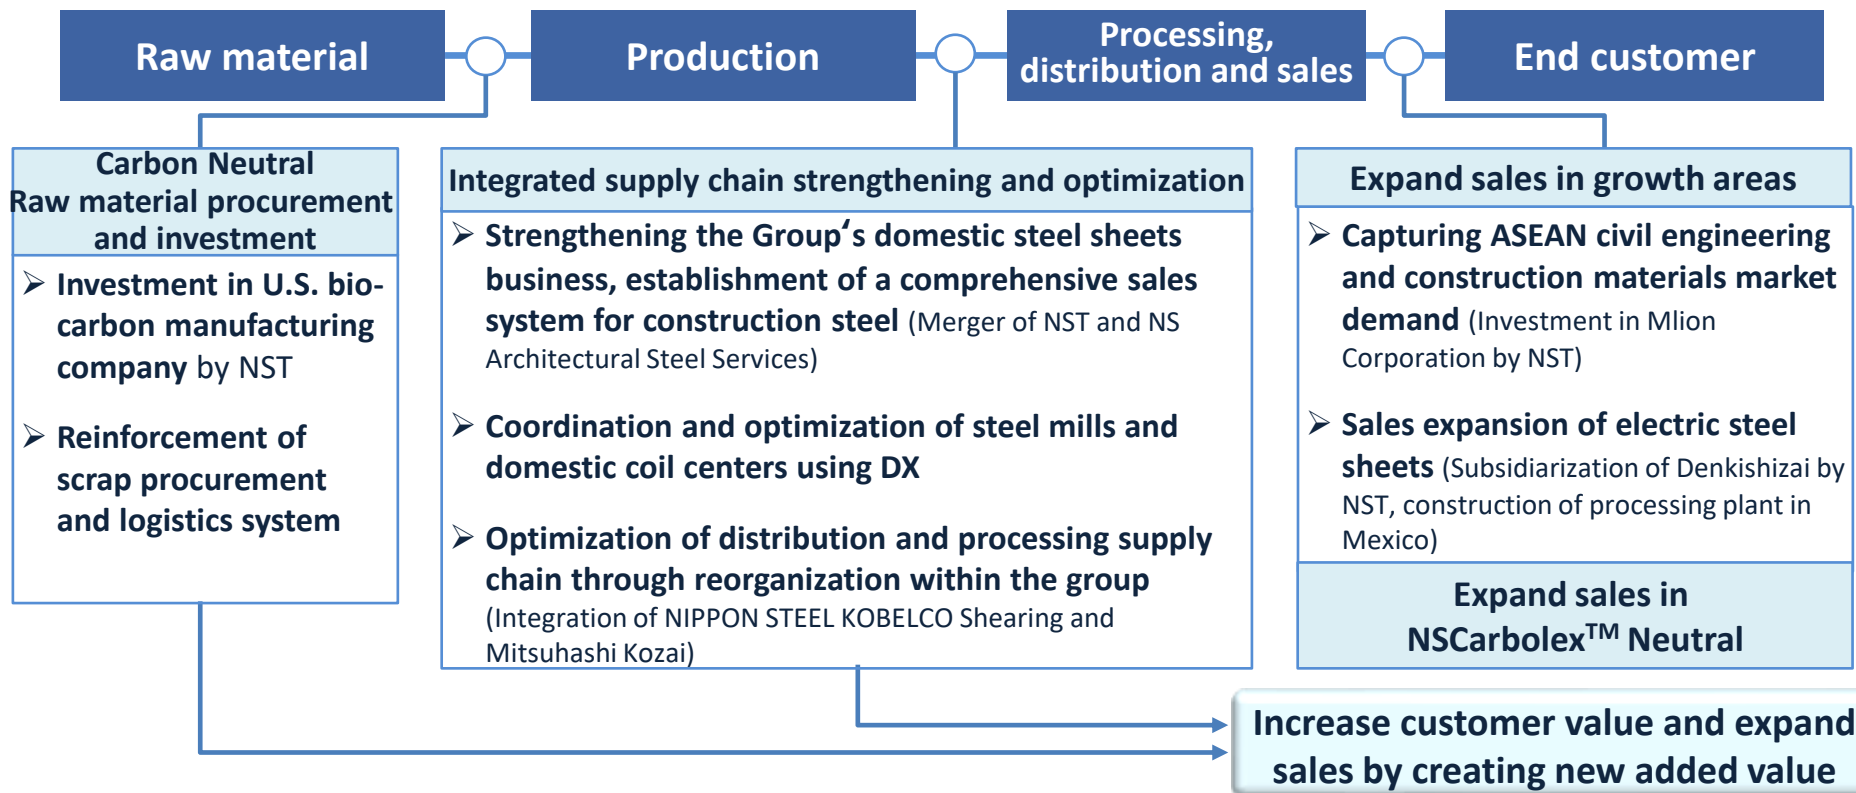 Raw material
Production
Processing,
distribution and sales
End customer
Carbon Neutral
Raw material procurement
and investment
➢ Investment in U.S. bio-
carbon manufacturing
company by NST
➢ Reinforcement of
scrap procurement
and logistics system
Integrated supply chain strengthening and optimization
➢ Strengthening the Group‘s domestic steel sheets
business, establishment of a comprehensive sales
system for construction steel (Merger of NST and NS
Architectural Steel Services)
➢ Coordination and optimization of steel mills and
domestic coil centers using DX
➢ Optimization of distribution and processing supply
chain through reorganization within the group
(Integration of NIPPON STEEL KOBELCO Shearing and
Mitsuhashi Kozai)
Expand sales in growth areas
➢ Capturing ASEAN civil engineering
and construction materials market
demand (Investment in Mlion
Corporation by NST)
➢ Sales expansion of electric steel
sheets (Subsidiarization of Denkishizai by
NST, construction of processing plant in
Mexico)
Expand sales in
NSCarbolex™ Neutral
Increase customer value and expand
sales by creating new added value